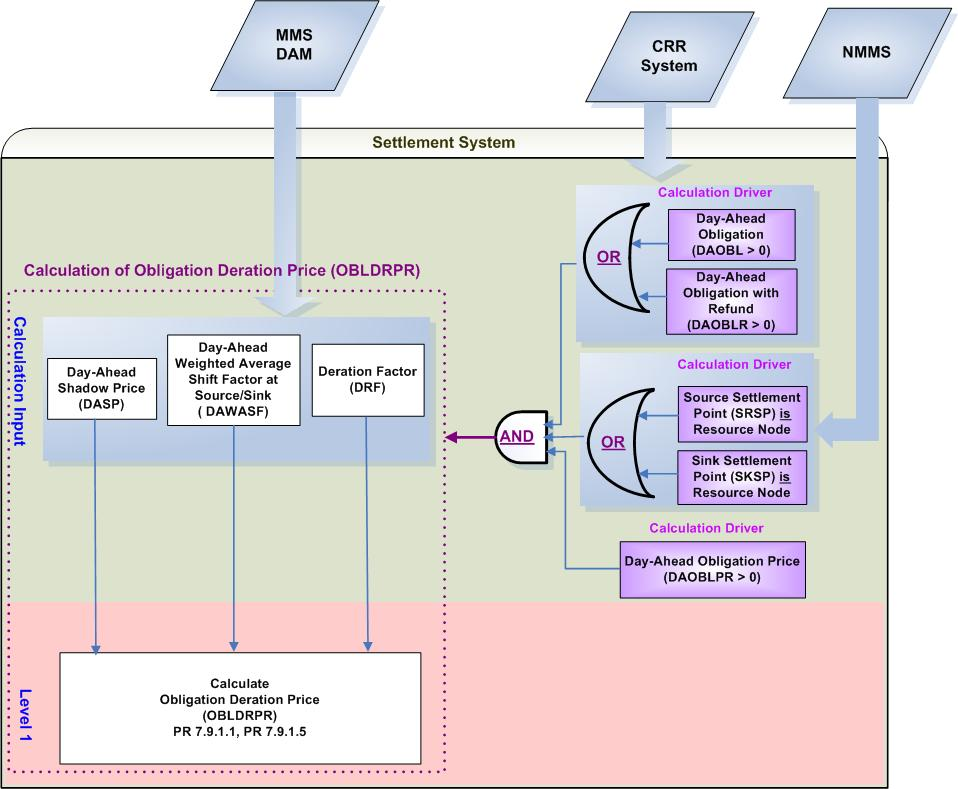 MMS
DAM
CRR
System
NMMS
Settlement System
Calculation Driver
Day-Ahead
Obligation
(DAOBL > 0)
OR
Day-Ahead
Obligation with
Refund
(DAOBLR > 0)
Calculation of Obligation Deration Price (OBLDRPR)
Calculation Input
Day-Ahead
Shadow Price
(DASP)
Day-Ahead
Weighted Average
Shift Factor at
Source/Sink
( DAWASF)
Deration Factor
(DRF)
Calculation Driver
Source Settlement
Point (SRSP) is
Resource Node
OR
AND
Sink Settlement
Point (SKSP) is
Resource Node
Calculation Driver
Day-Ahead Obligation Price
(DAOBLPR > 0)
Level 1
Calculate
Obligation Deration Price
(OBLDRPR)
PR 7.9.1.1, PR 7.9.1.5